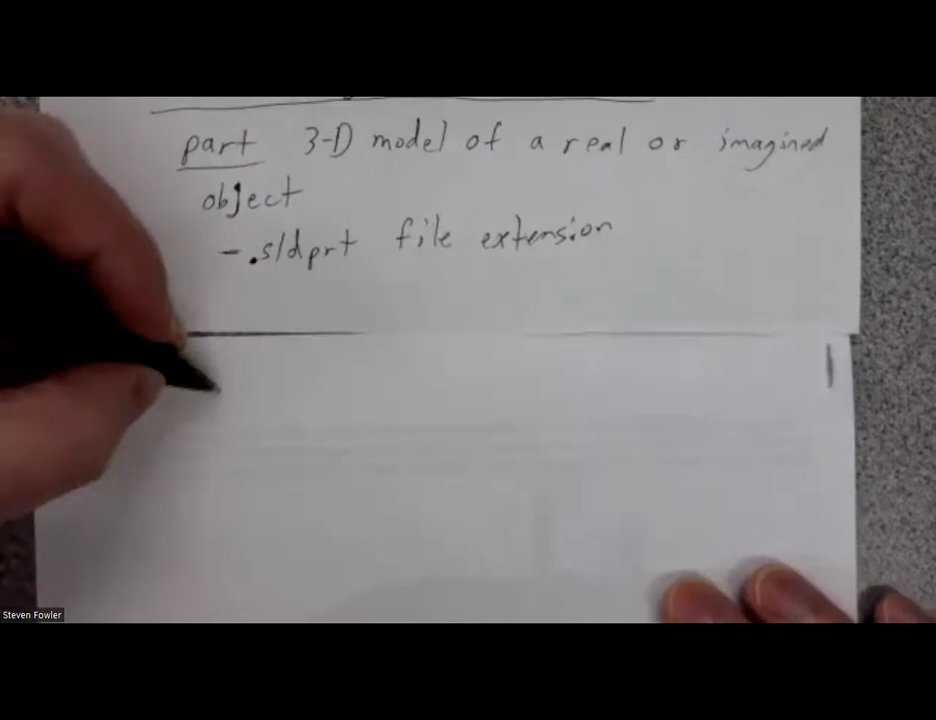 part 3-D model of a real or imagined
object
- .sldprt file extension
Steven Fowler